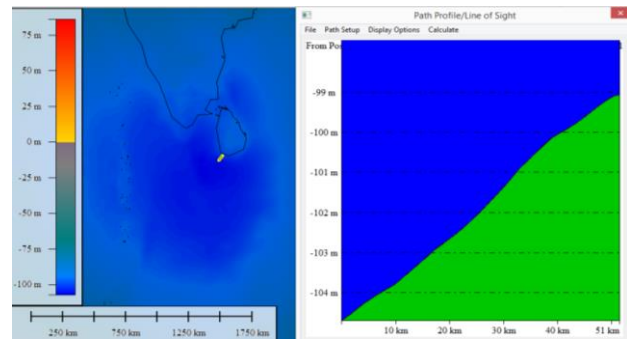 75 m
50 m
25 m
0 m
-25 m
-50 m
-75 m
-100 m
250 km 750 km 1250 km 1750 km
Path Profile/Line of Sight
File Path Setup Display Options Calculate
From Po
-99 m
-100 m
-101 m
-102 m
-103 m
-104 m
10 km 20 km 30 km 40 km 51 km